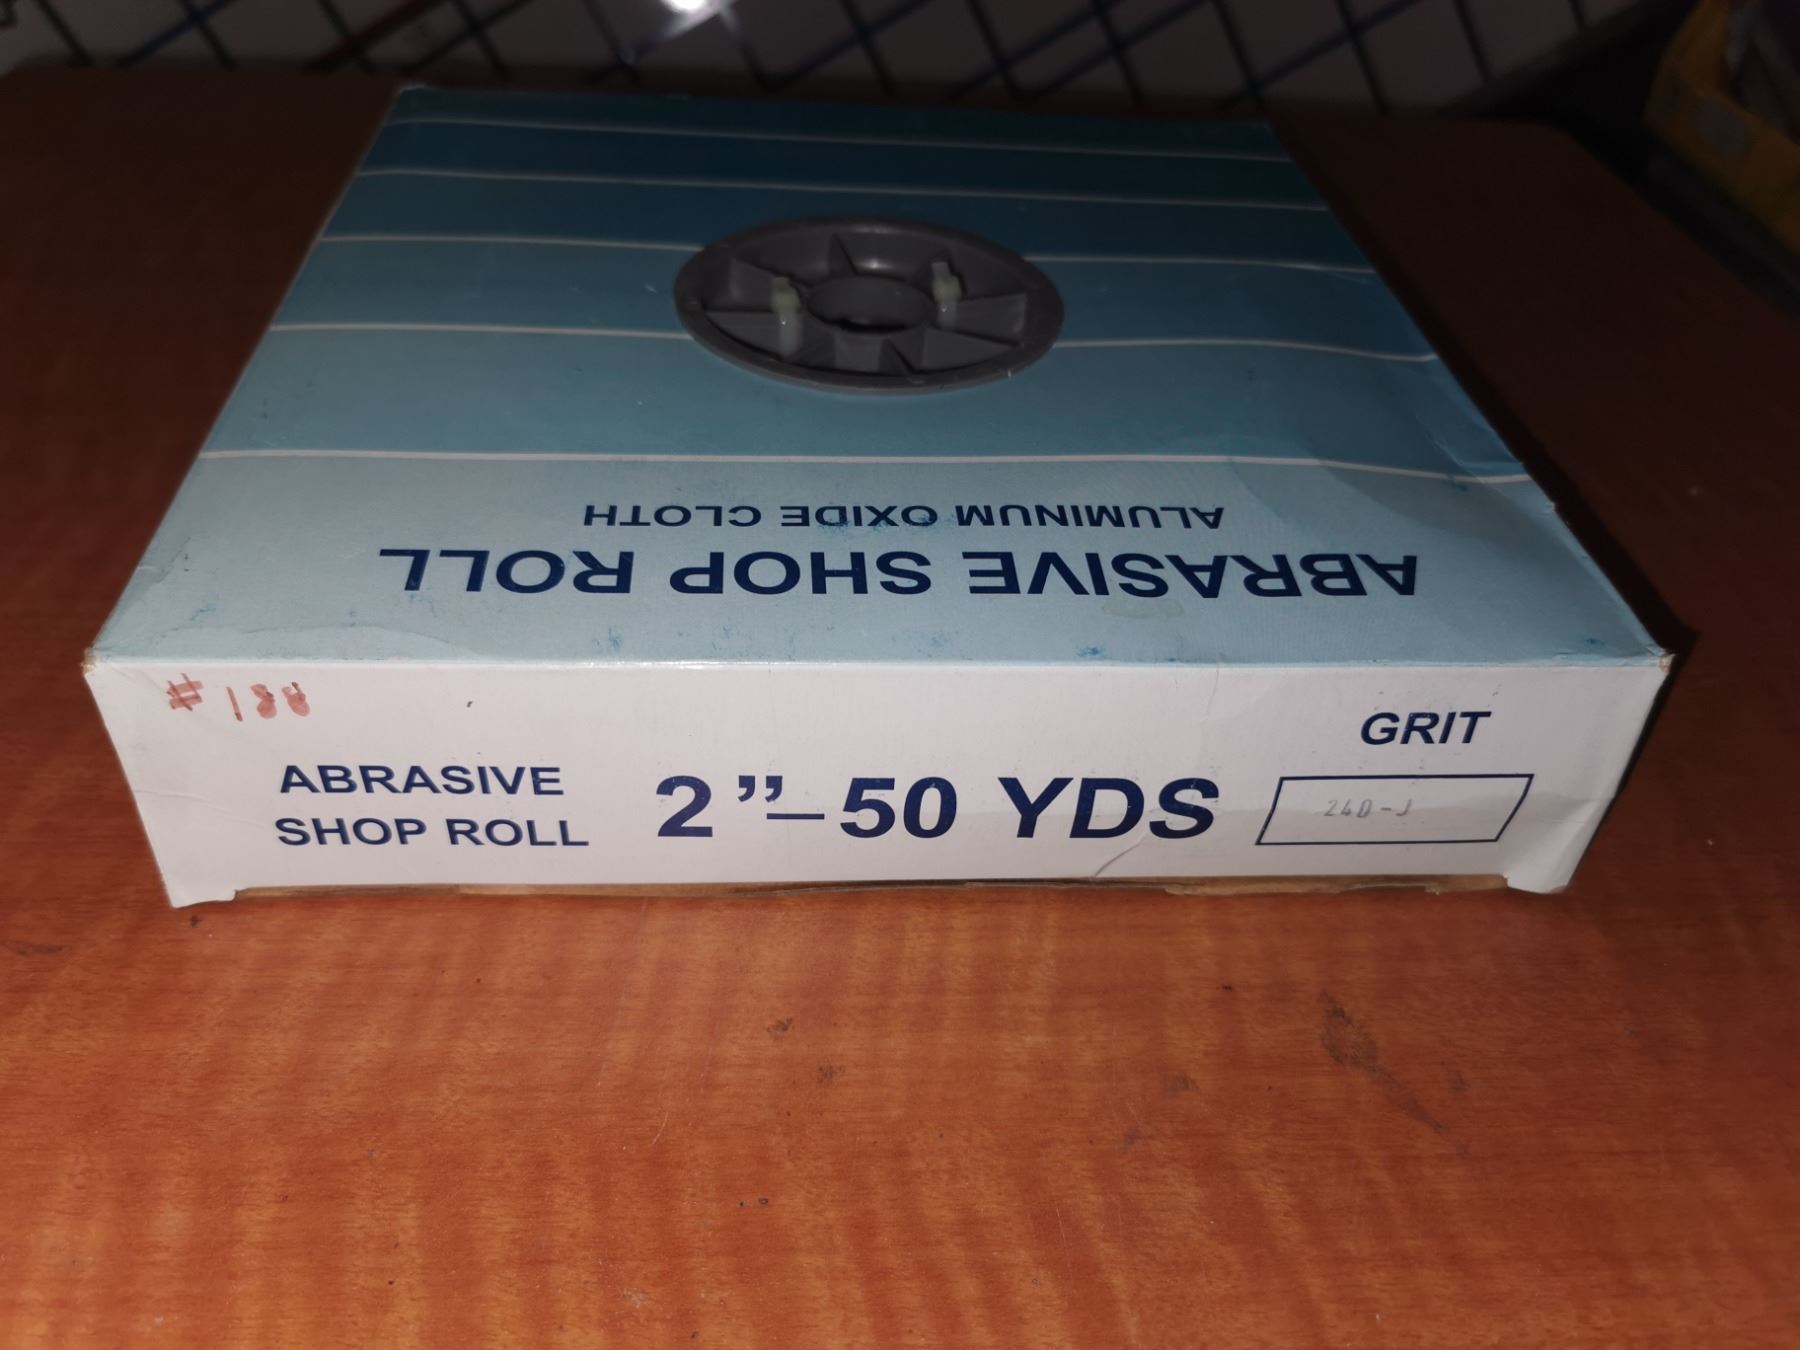 ABRASIVE SHOP ROLL
ALUMINUM OXIDE CLOTH
# 188
ABRASIVE
SHOP ROLL
2”–50 YDS
GRIT
240-J